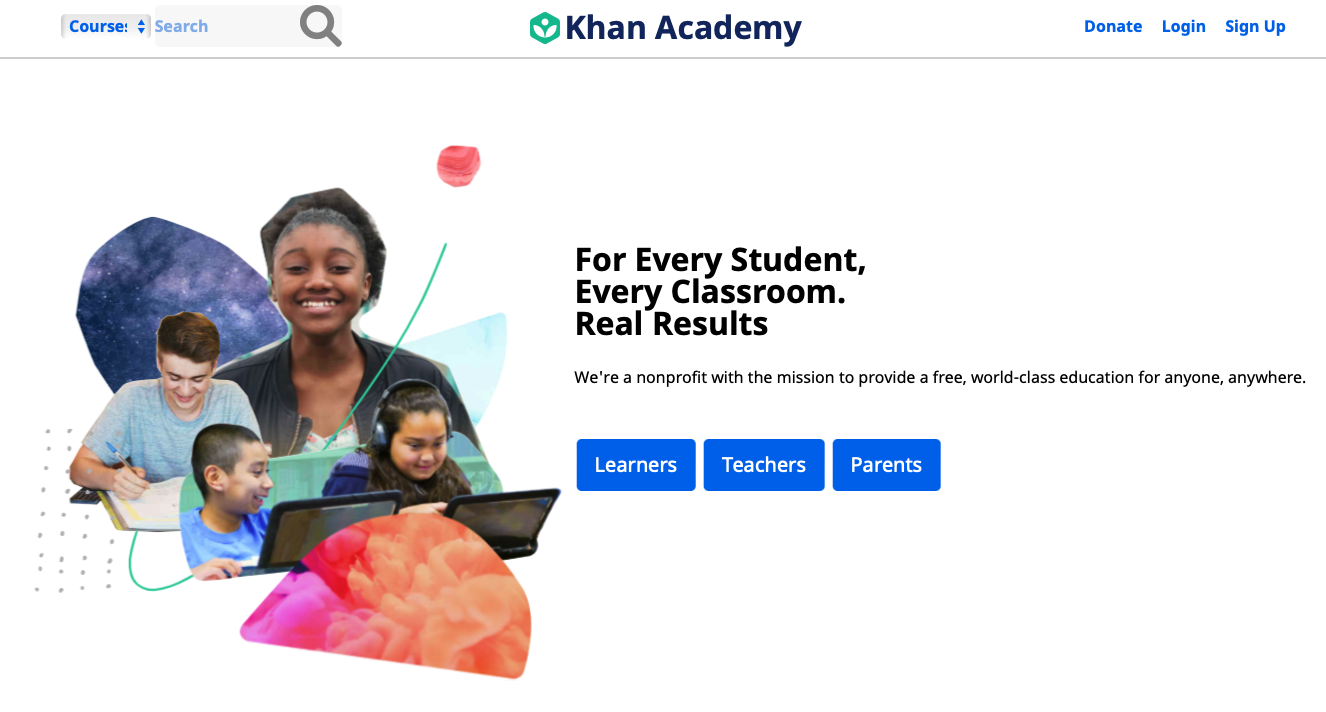 Courses
Search
Khan Academy
Donate
Login
Sign Up
For Every Student,
Every Classroom.
Real Results
We're a nonprofit with the mission to provide a free, world-class education for anyone, anywhere.
Learners
Teachers
Parents